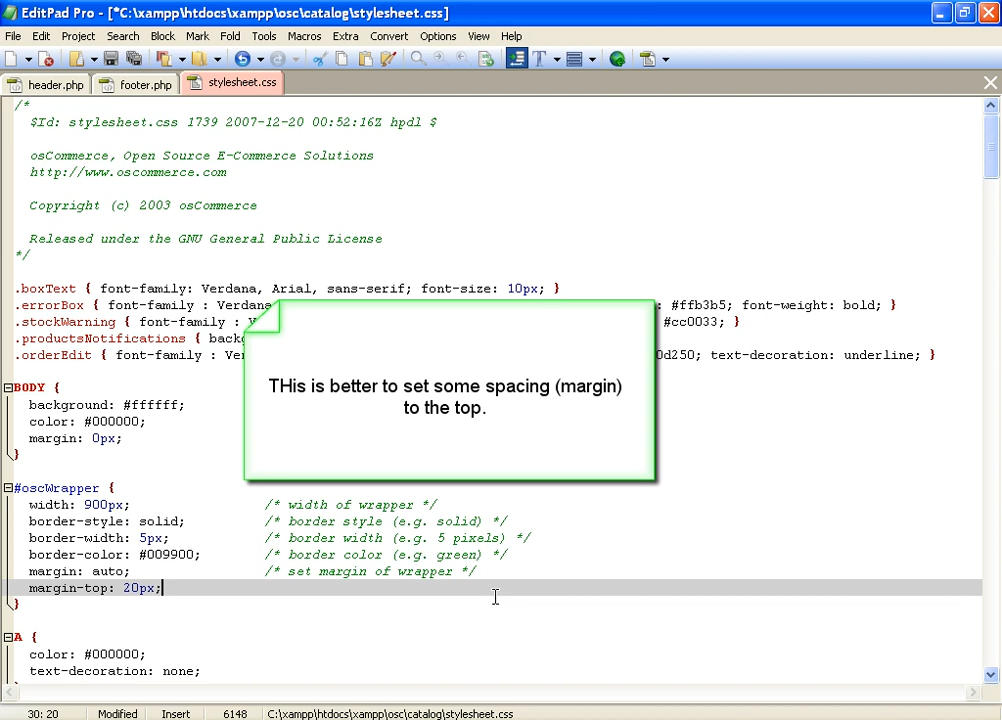 EditPad Pro - [*C:\xampp\htdocs\xampp\osc\catalog\stylesheet.css]
File Edit Project Search Block Mark Fold Tools Macros Extra Convert Options View Help
header.php footer.php stylesheet.css
/*
$Id: stylesheet.css 1739 2007-12-20 00:52:16Z hpdl $
osCommerce, Open Source E-Commerce Solutions
http://www.oscommerce.com
Copyright (c) 2003 osCommerce
Released under the GNU General Public License
*/
.boxText { font-family: Verdana, Arial, sans-serif; font-size: 10px; }
.errorBox { font-family : Verdana : #ffb3b5; font-weight: bold; }
.stockWarning { font-family : V #cc0033; }
.productsNotifications { backg
.orderEdit { font-family : Ver 0d250; text-decoration: underline; }
THis is better to set some spacing (margin)
to the top.
BODY {
background: #ffffff;
color: #000000;
margin: 0px;
}
#oscWrapper {
width: 900px; /* width of wrapper */
border-style: solid; /* border style (e.g. solid) */
border-width: 5px; /* border width (e.g. 5 pixels) */
border-color: #009900; /* border color (e.g. green) */
margin: auto; /* set margin of wrapper */
margin-top: 20px;
}
A {
color: #000000;
text-decoration: none;
30: 20 Modified Insert 6148 C:\xampp\htdocs\xampp\osc\catalog\stylesheet.css